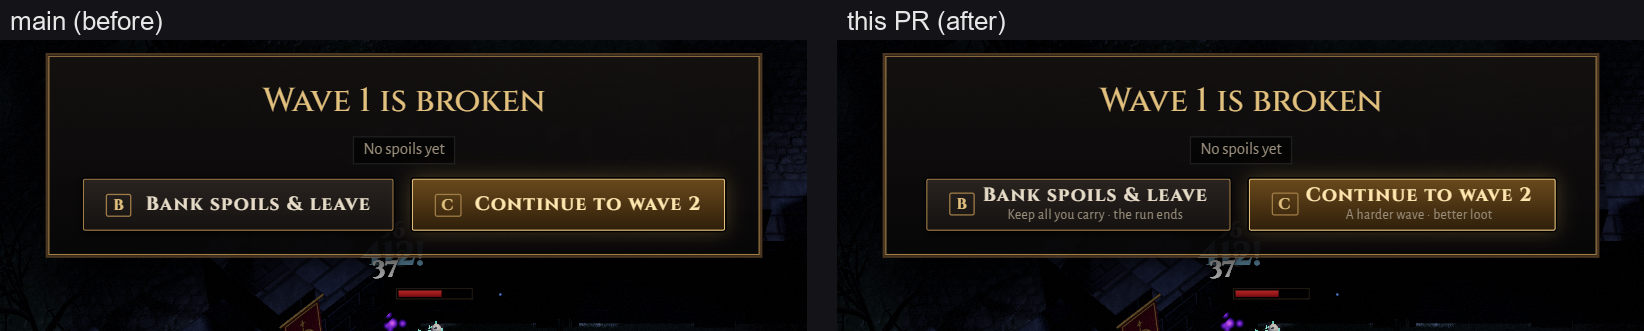 main (before)
Wave 1 is broken
No spoils yet
B Bank spoils & leave
C Continue to wave 2
37
this PR (after)
Wave 1 is broken
No spoils yet
B Bank spoils & leave
Keep all you carry · the run ends
C Continue to wave 2
A harder wave · better loot
37